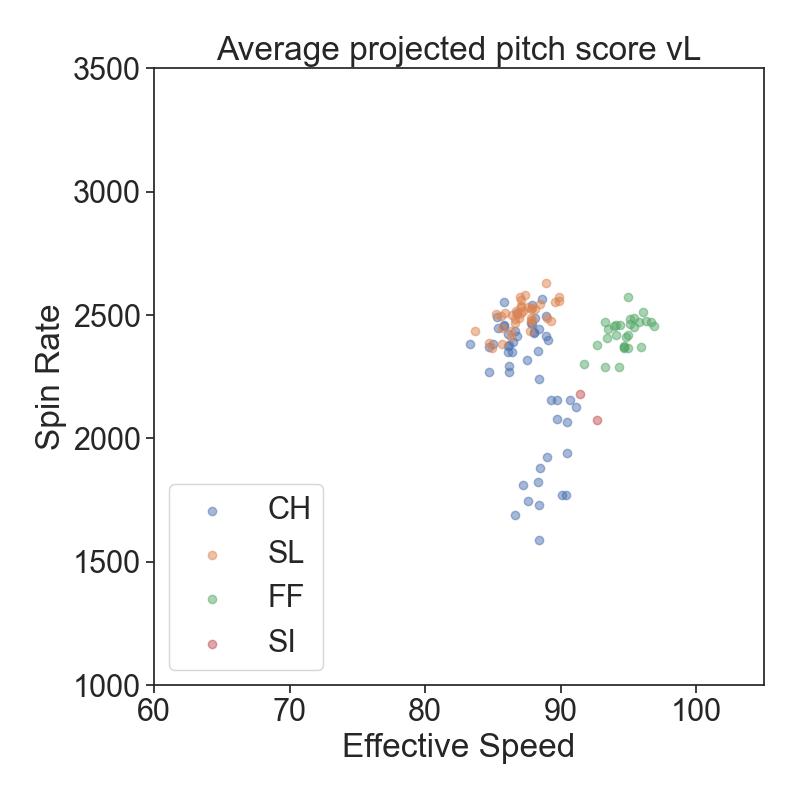 Average projected pitch score vL
3500
3000
2500
2000
1500
1000
Spin Rate
CH
SL
FF
SI
60 70 80 90 100
Effective Speed